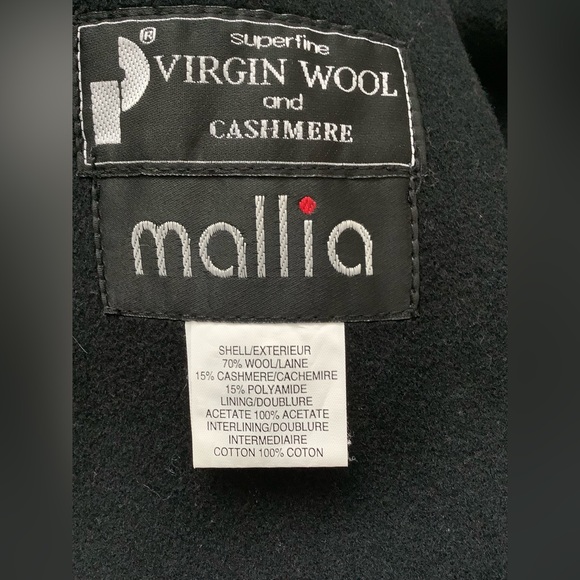 ®
superfine
VIRGIN WOOL
and
CASHMERE
mallia
SHELL/EXTERIEUR
70% WOOL/LAINE
15% CASHMERE/CACHEMIRE
15% POLYAMIDE
LINING/DOUBLURE
ACETATE 100% ACETATE
INTERLINING/DOUBLURE
INTERMEDIAIRE
COTTON 100% COTON